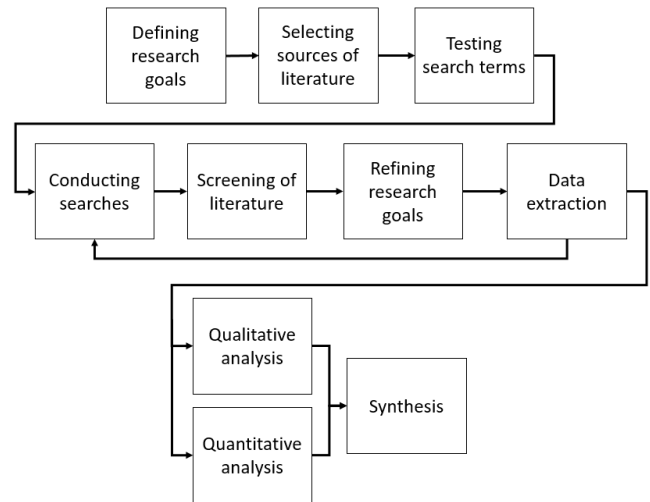 Defining
research
goals
Selecting
sources of
literature
Testing
search terms
Conducting
searches
Screening of
literature
Refining
research
goals
Data
extraction
Qualitative
analysis
Quantitative
analysis
Synthesis